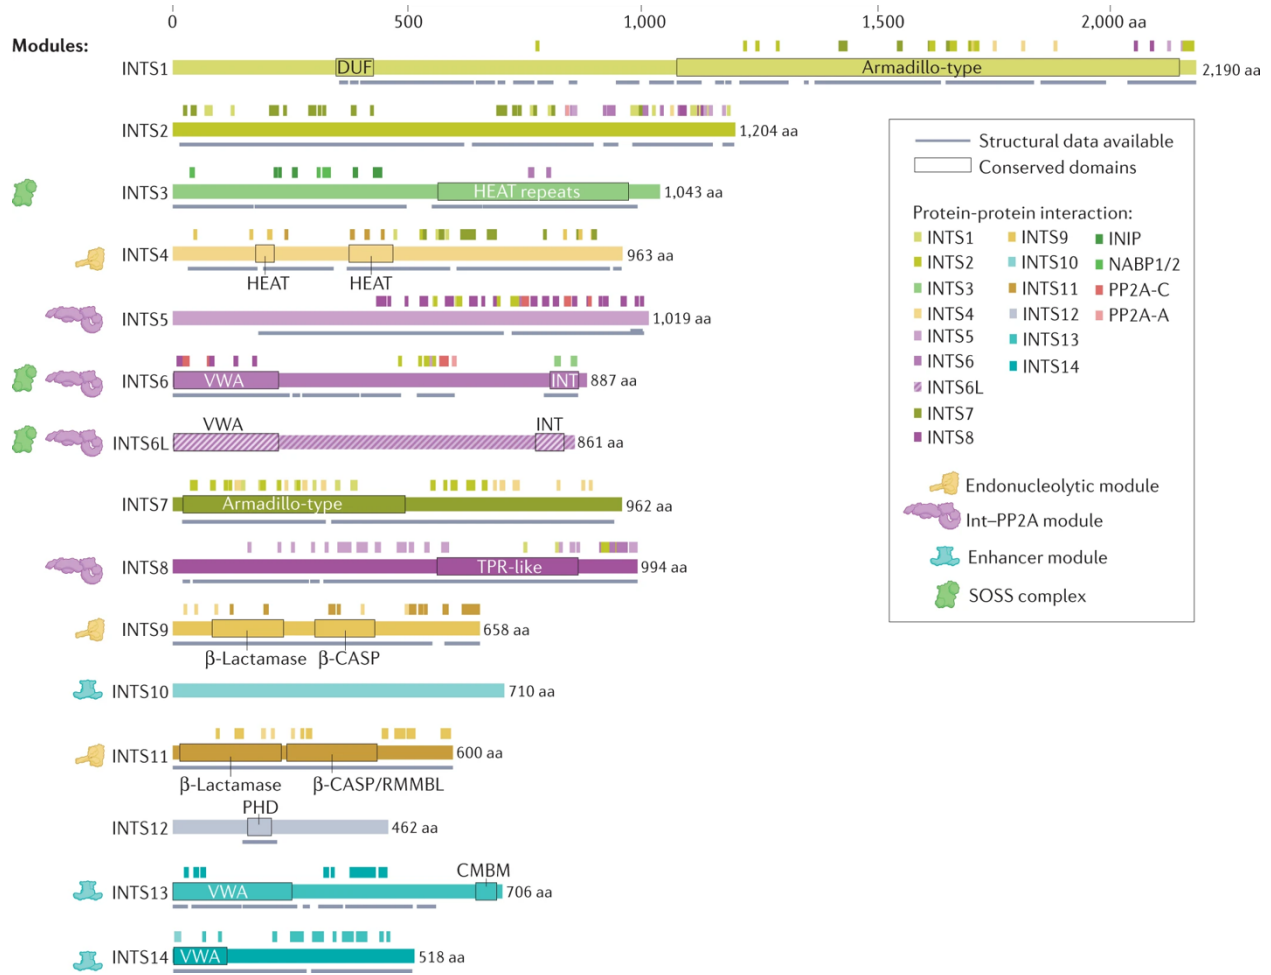 0 500 1,000 1,500 2,000 aa
Modules:
INTS1 DUF Armadillo-type 2,190 aa
INTS2 1,204 aa
INTS3 HEAT repeats 1,043 aa
INTS4 963 aa
HEAT HEAT
INTS5 1,019 aa
INTS6 VWA INT 887 aa
VWA INT
INTS6L 861 aa
INTS7 Armadillo-type 962 aa
INTS8 TPR-like 994 aa
INTS9 658 aa
β-Lactamase β-CASP
INTS10 710 aa
INTS11 600 aa
β-Lactamase β-CASP/RMMBL
PHD
INTS12 462 aa
CMBM
INTS13 VWA 706 aa
INTS14 VWA 518 aa
Structural data available
Conserved domains
Protein-protein interaction:
INTS1 INTS9 INIP
INTS2 INTS10 NABP1/2
INTS3 INTS11 PP2A-C
INTS4 INTS12 PP2A-A
INTS5 INTS13
INTS6 INTS14
INTS6L
INTS7
INTS8
Endonucleolytic module
Int–PP2A module
Enhancer module
SOSS complex